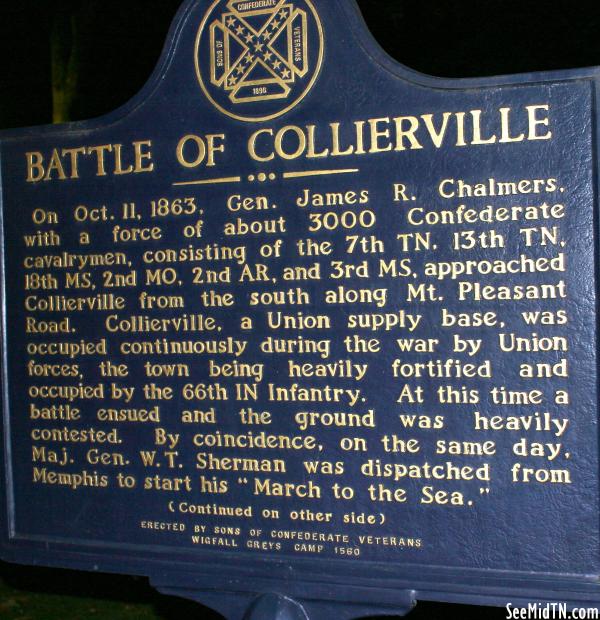 CONFEDERATE
SONS OF
VETERANS
1896
BATTLE OF COLLIERVILLE
On Oct. 11, 1863, Gen. James R. Chalmers,
with a force of about 3000 Confederate
cavalrymen, consisting of the 7th TN, 13th TN,
18th MS, 2nd MO, 2nd AR, and 3rd MS, approached
Collierville from the south along Mt. Pleasant
Road. Collierville, a Union supply base, was
occupied continuously during the war by Union
forces, the town being heavily fortified and
occupied by the 66th IN Infantry. At this time a
battle ensued and the ground was heavily
contested. By coincidence, on the same day,
Maj. Gen. W.T. Sherman was dispatched from
Memphis to start his "March to the Sea."
(Continued on other side)
ERECTED BY SONS OF CONFEDERATE VETERANS
WIGFALL GREYS CAMP 1560
SeeMidTN.com